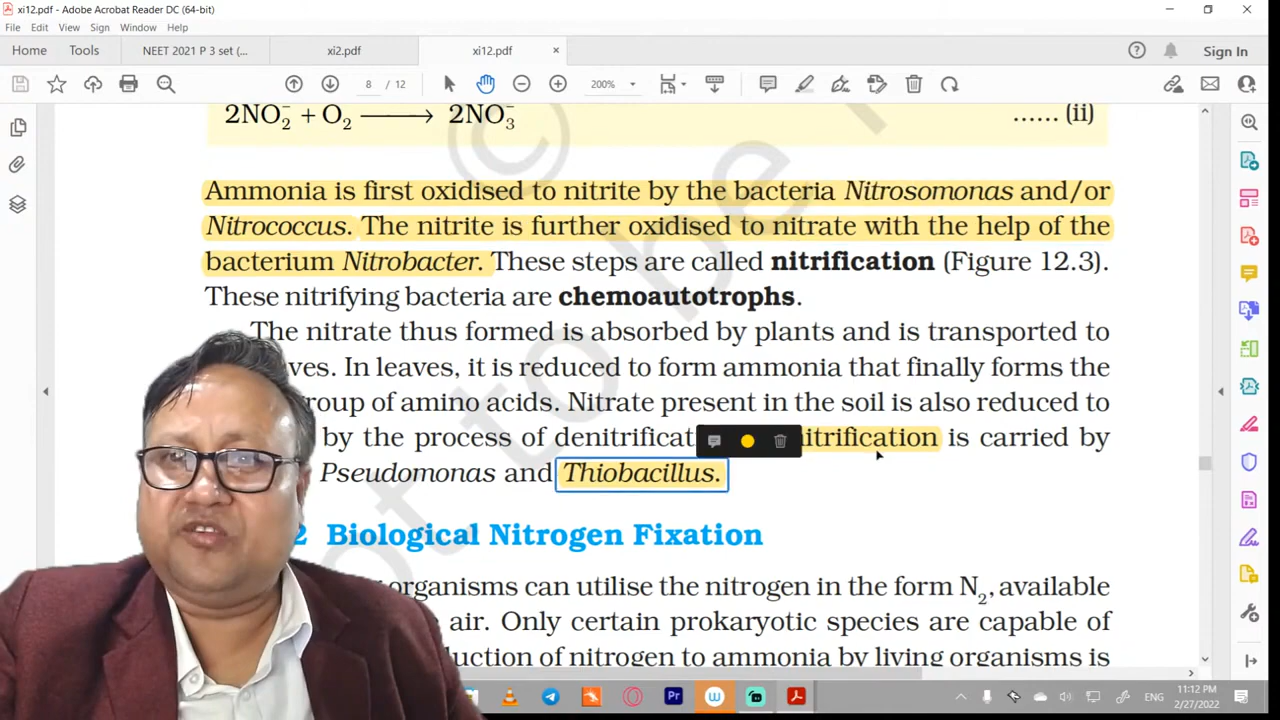 xi12.pdf - Adobe Acrobat Reader DC (64-bit)
File Edit View Sign Window Help
Home Tools NEET 2021 P 3 set (... xi2.pdf xi12.pdf × Sign In
8 / 12 200%
2NO₂⁻ + O₂ ⟶ 2NO₃⁻ ...... (ii)
Ammonia is first oxidised to nitrite by the bacteria Nitrosomonas and/or
Nitrococcus. The nitrite is further oxidised to nitrate with the help of the
bacterium Nitrobacter. These steps are called nitrification (Figure 12.3).
These nitrifying bacteria are chemoautotrophs.
The nitrate thus formed is absorbed by plants and is transported to
In leaves, it is reduced to form ammonia that finally forms the
of amino acids. Nitrate present in the soil is also reduced to
by the process of is carried by
Pseudomonas and Thiobacillus.
2 Biological Nitrogen Fixation
organisms can utilise the nitrogen in the form N₂, available
air. Only certain prokaryotic species are capable of
of nitrogen to ammonia by living organisms is
© not to be
W Pr ENG
11:12 PM
2/27/2022